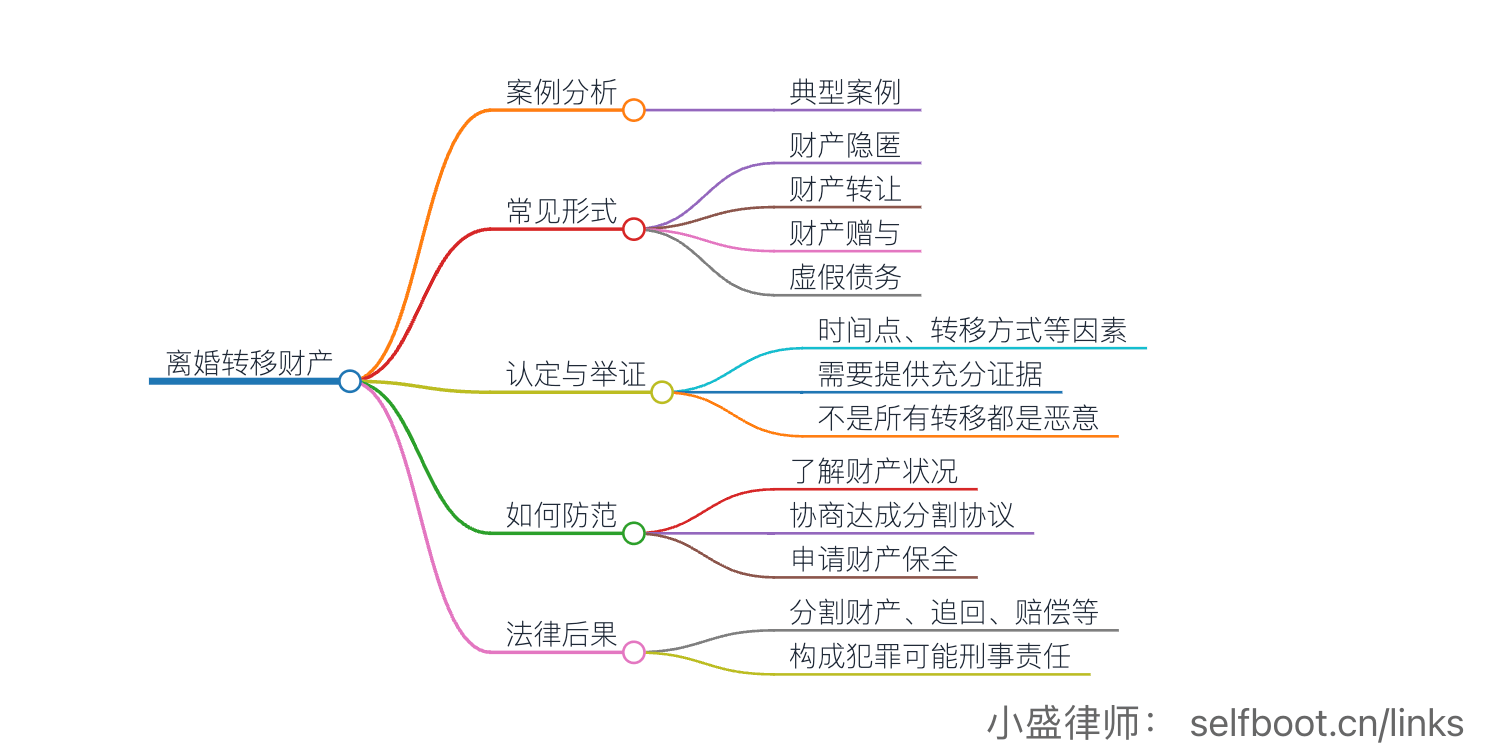 离婚转移财产
案例分析
典型案例
常见形式
财产隐匿
财产转让
财产赠与
虚假债务
认定与举证
时间点、转移方式等因素
需要提供充分证据
不是所有转移都是恶意
如何防范
了解财产状况
协商达成分割协议
申请财产保全
法律后果
分割财产、追回、赔偿等
构成犯罪可能刑事责任
小盛律师： selfboot.cn/links